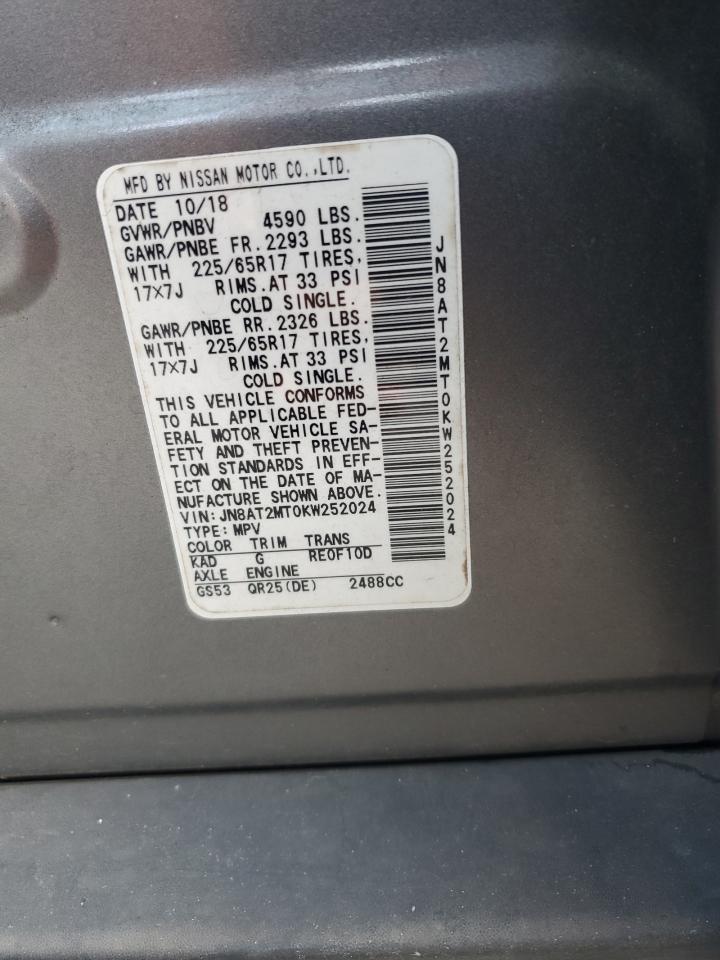 MFD BY NISSAN MOTOR CO.,LTD.
DATE 10/18
GVWR/PNBV 4590 LBS.
GAWR/PNBE FR. 2293 LBS.
WITH 225/65R17 TIRES,
17X7J RIMS.AT 33 PSI
COLD SINGLE.
GAWR/PNBE RR. 2326 LBS.
WITH 225/65R17 TIRES,
17X7J RIMS.AT 33 PSI
COLD SINGLE.
THIS VEHICLE CONFORMS
TO ALL APPLICABLE FED-
ERAL MOTOR VEHICLE SA-
FETY AND THEFT PREVEN-
TION STANDARDS IN EFF-
ECT ON THE DATE OF MA-
NUFACTURE SHOWN ABOVE.
VIN: JN8AT2MT0KW252024
TYPE: MPV
COLOR TRIM TRANS
KAD G RE0F10D
AXLE ENGINE
GS53 QR25(DE) 2488CC
JN8AT2MT0KW252024